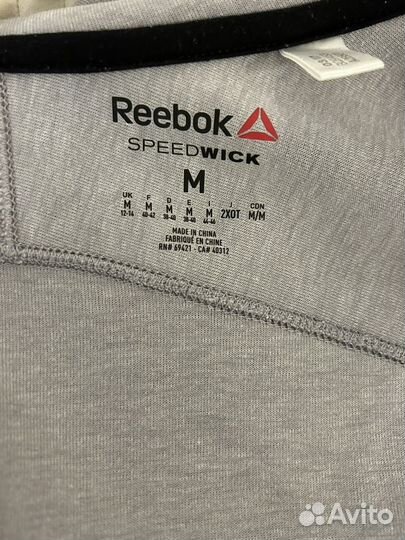 Reebok
SPEEDWICK
M
UK F D E I J CDN
M M M M M 2XOT M/M
12-14 40-42 38-40 38-40 44-46
MADE IN CHINA
FABRIQUÉ EN CHINE
RN# 69421 - CA# 40312
Avito